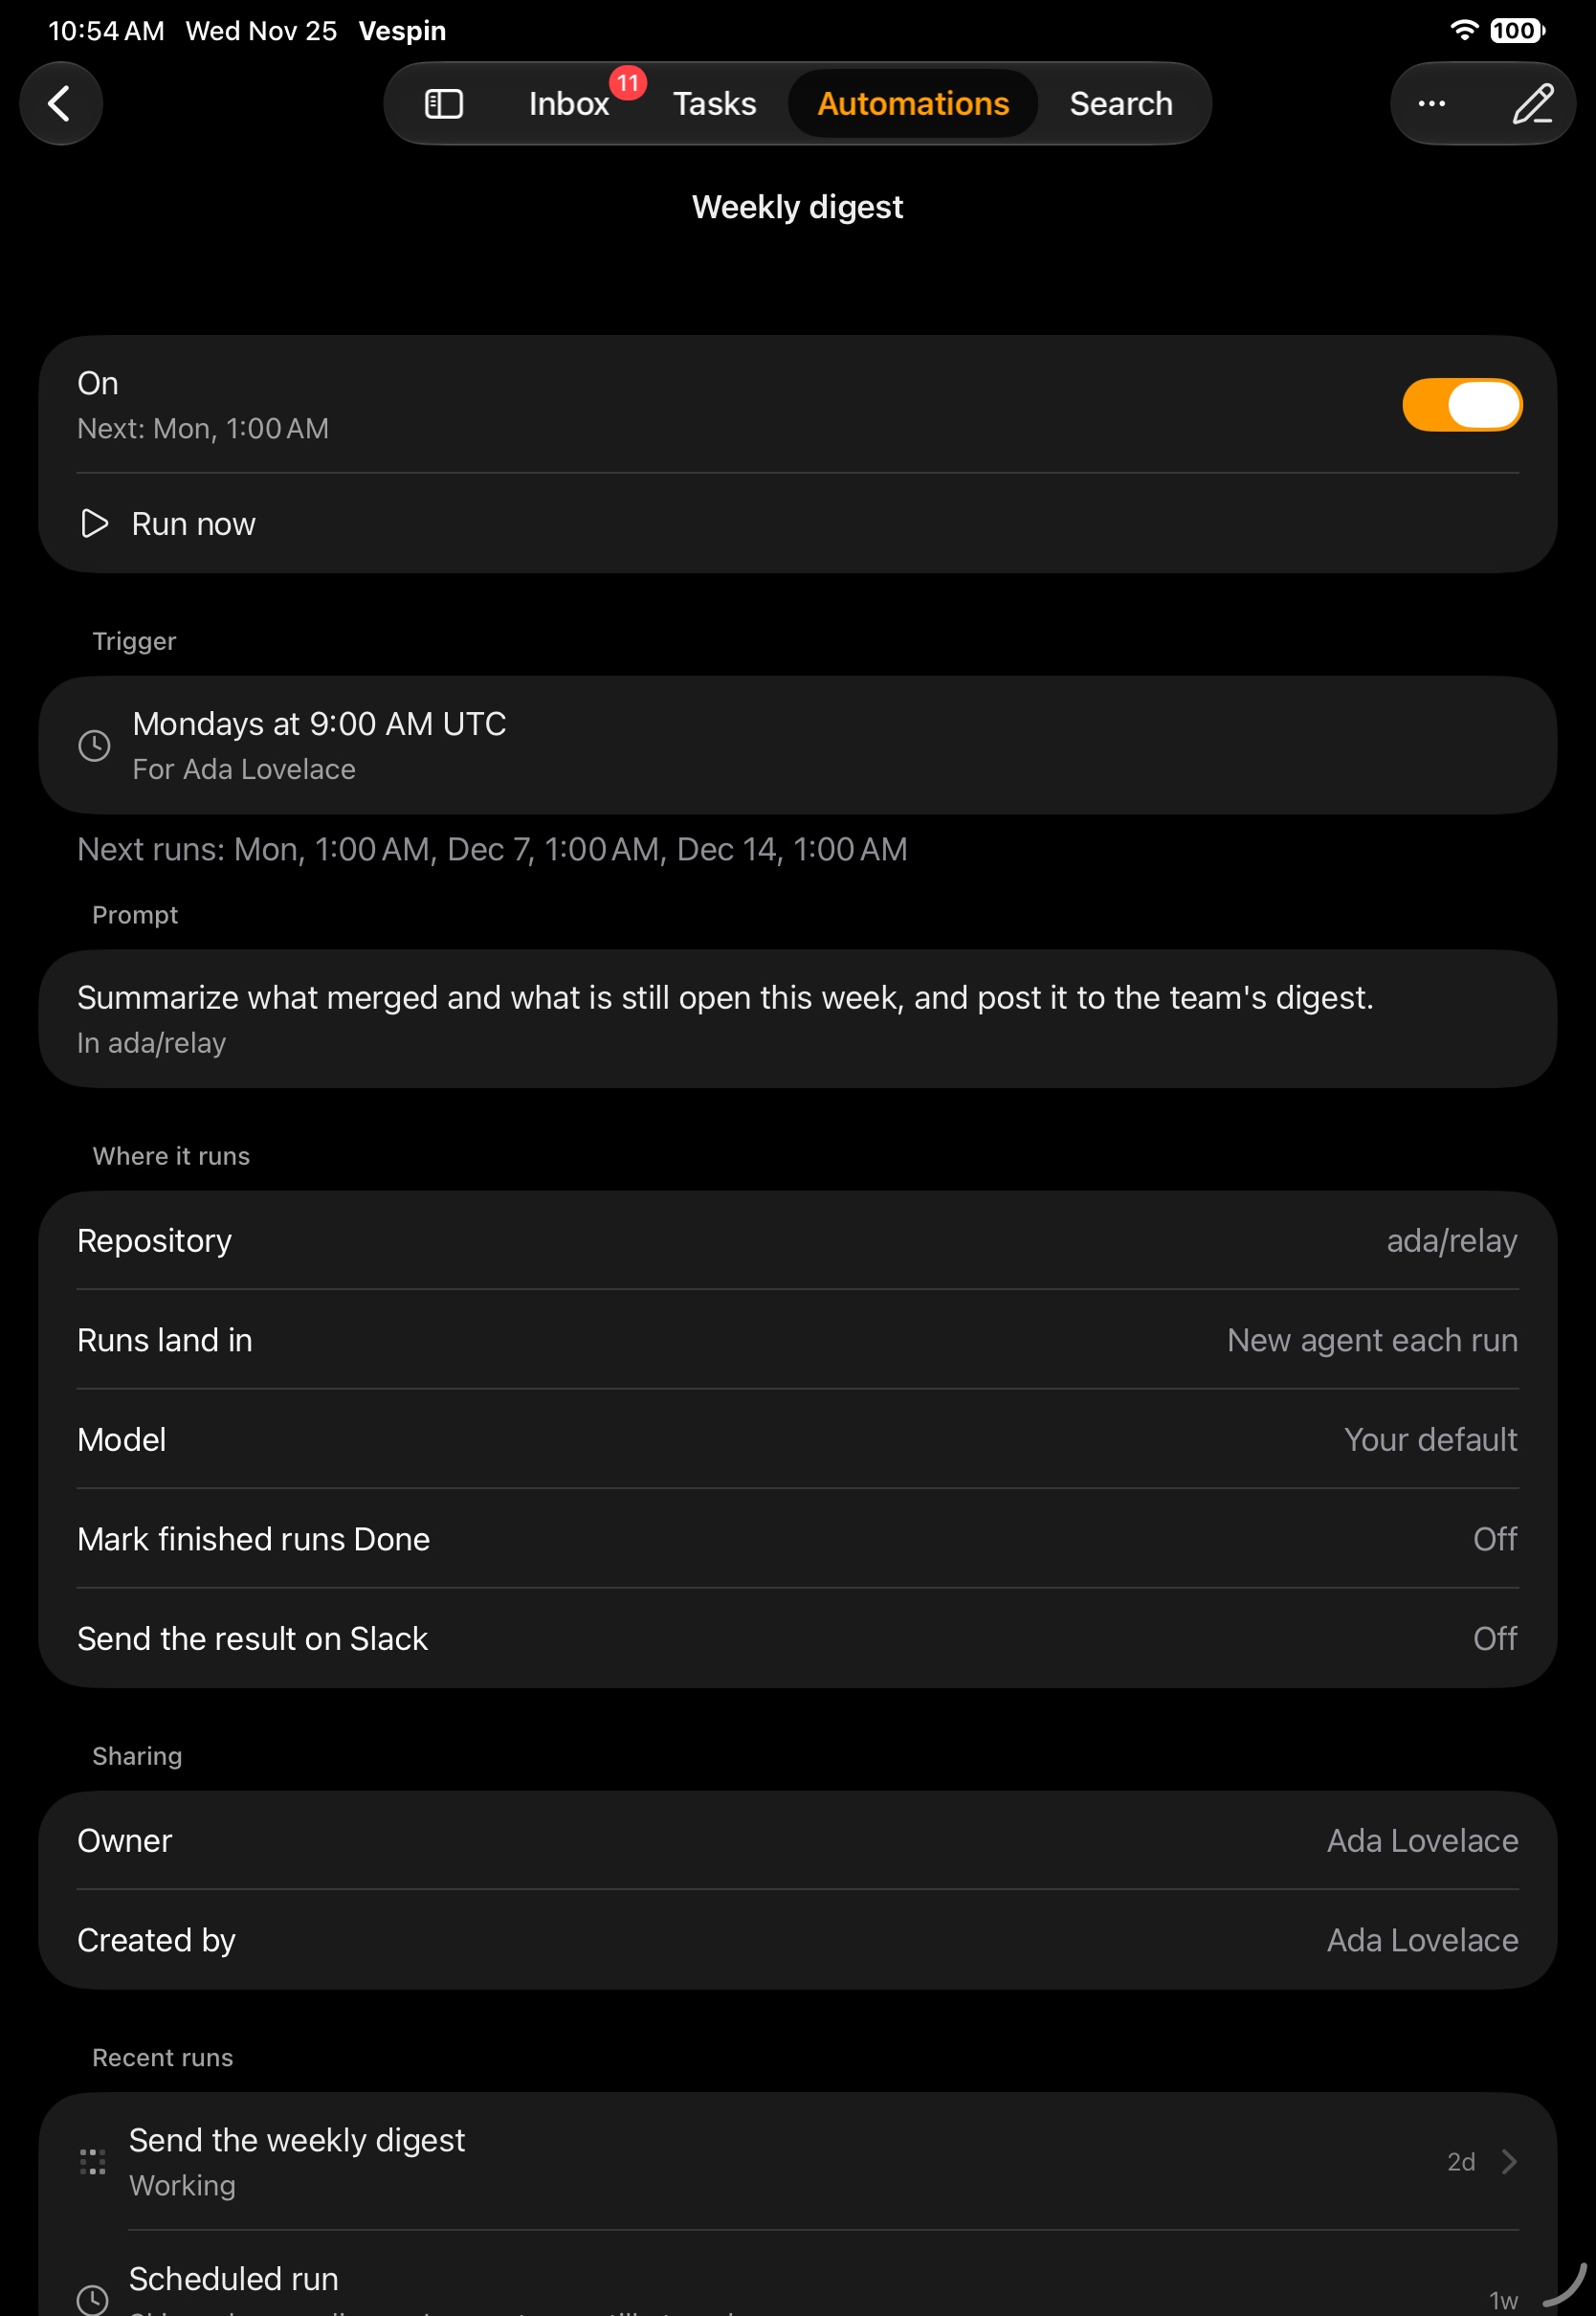 10:54 AM Wed Nov 25 Vespin
100
Inbox 11 Tasks Automations Search
Weekly digest
On
Next: Mon, 1:00 AM
Run now
Trigger
Mondays at 9:00 AM UTC
For Ada Lovelace
Next runs: Mon, 1:00 AM, Dec 7, 1:00 AM, Dec 14, 1:00 AM
Prompt
Summarize what merged and what is still open this week, and post it to the team's digest.
In ada/relay
Where it runs
Repository ada/relay
Runs land in New agent each run
Model Your default
Mark finished runs Done Off
Send the result on Slack Off
Sharing
Owner Ada Lovelace
Created by Ada Lovelace
Recent runs
Send the weekly digest
Working
2d
Scheduled run
1w